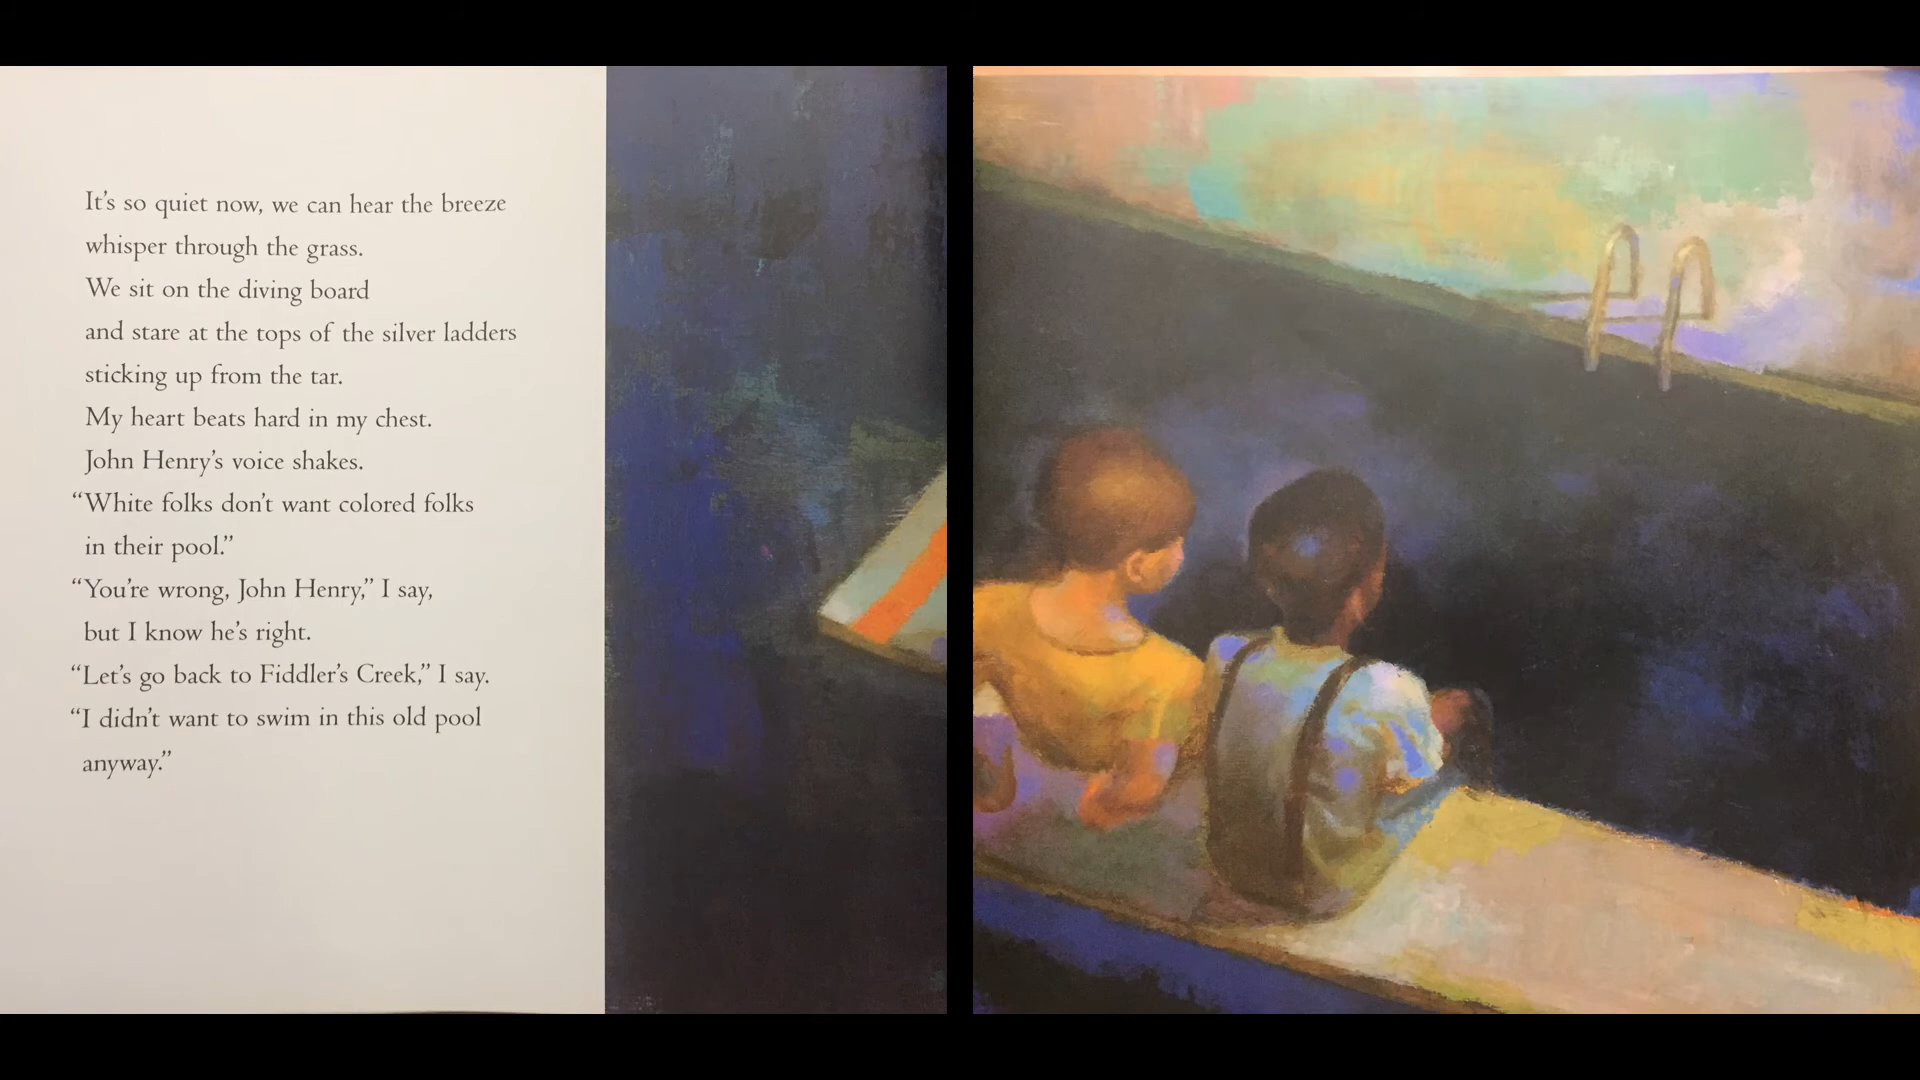 It’s so quiet now, we can hear the breeze
whisper through the grass.
We sit on the diving board
and stare at the tops of the silver ladders
sticking up from the tar.
My heart beats hard in my chest.
John Henry’s voice shakes.
“White folks don’t want colored folks
in their pool.”
“You’re wrong, John Henry,” I say,
but I know he’s right.
“Let’s go back to Fiddler’s Creek,” I say.
“I didn’t want to swim in this old pool
anyway.”